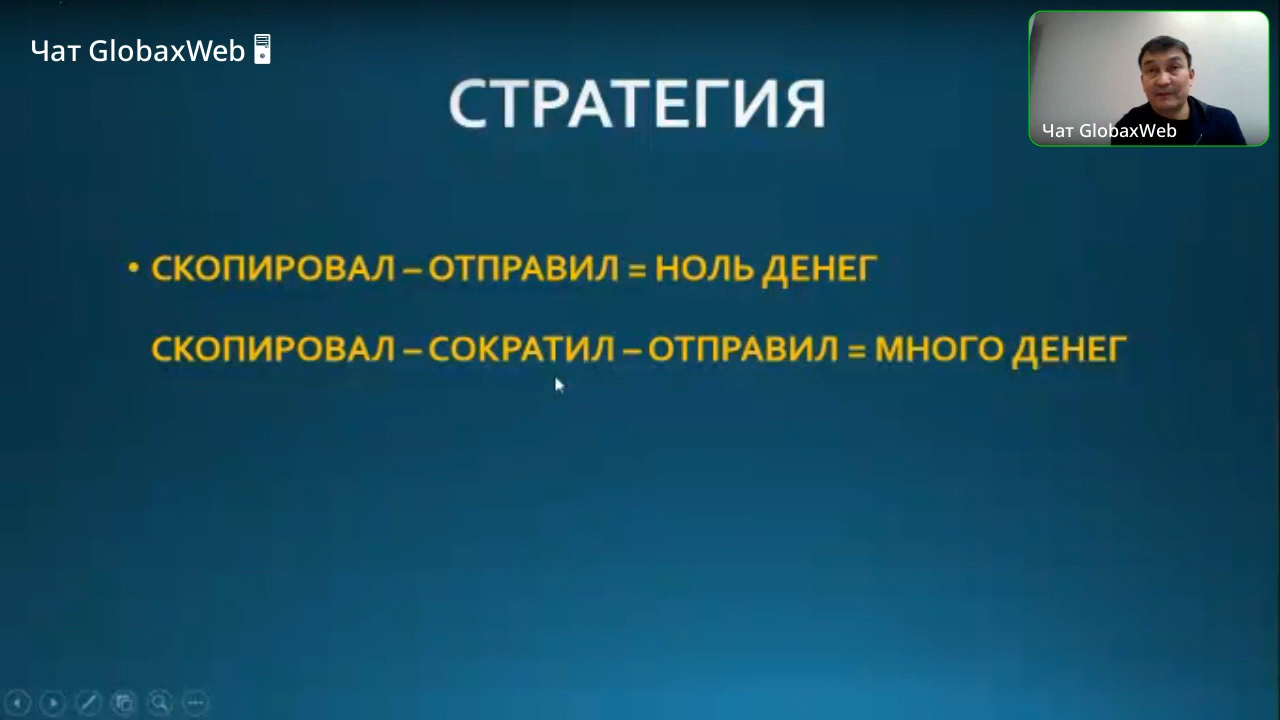 Чат GlobaxWeb
Чат GlobaxWeb
СТРАТЕГИЯ
• СКОПИРОВАЛ – ОТПРАВИЛ = НОЛЬ ДЕНЕГ
СКОПИРОВАЛ – СОКРАТИЛ – ОТПРАВИЛ = МНОГО ДЕНЕГ